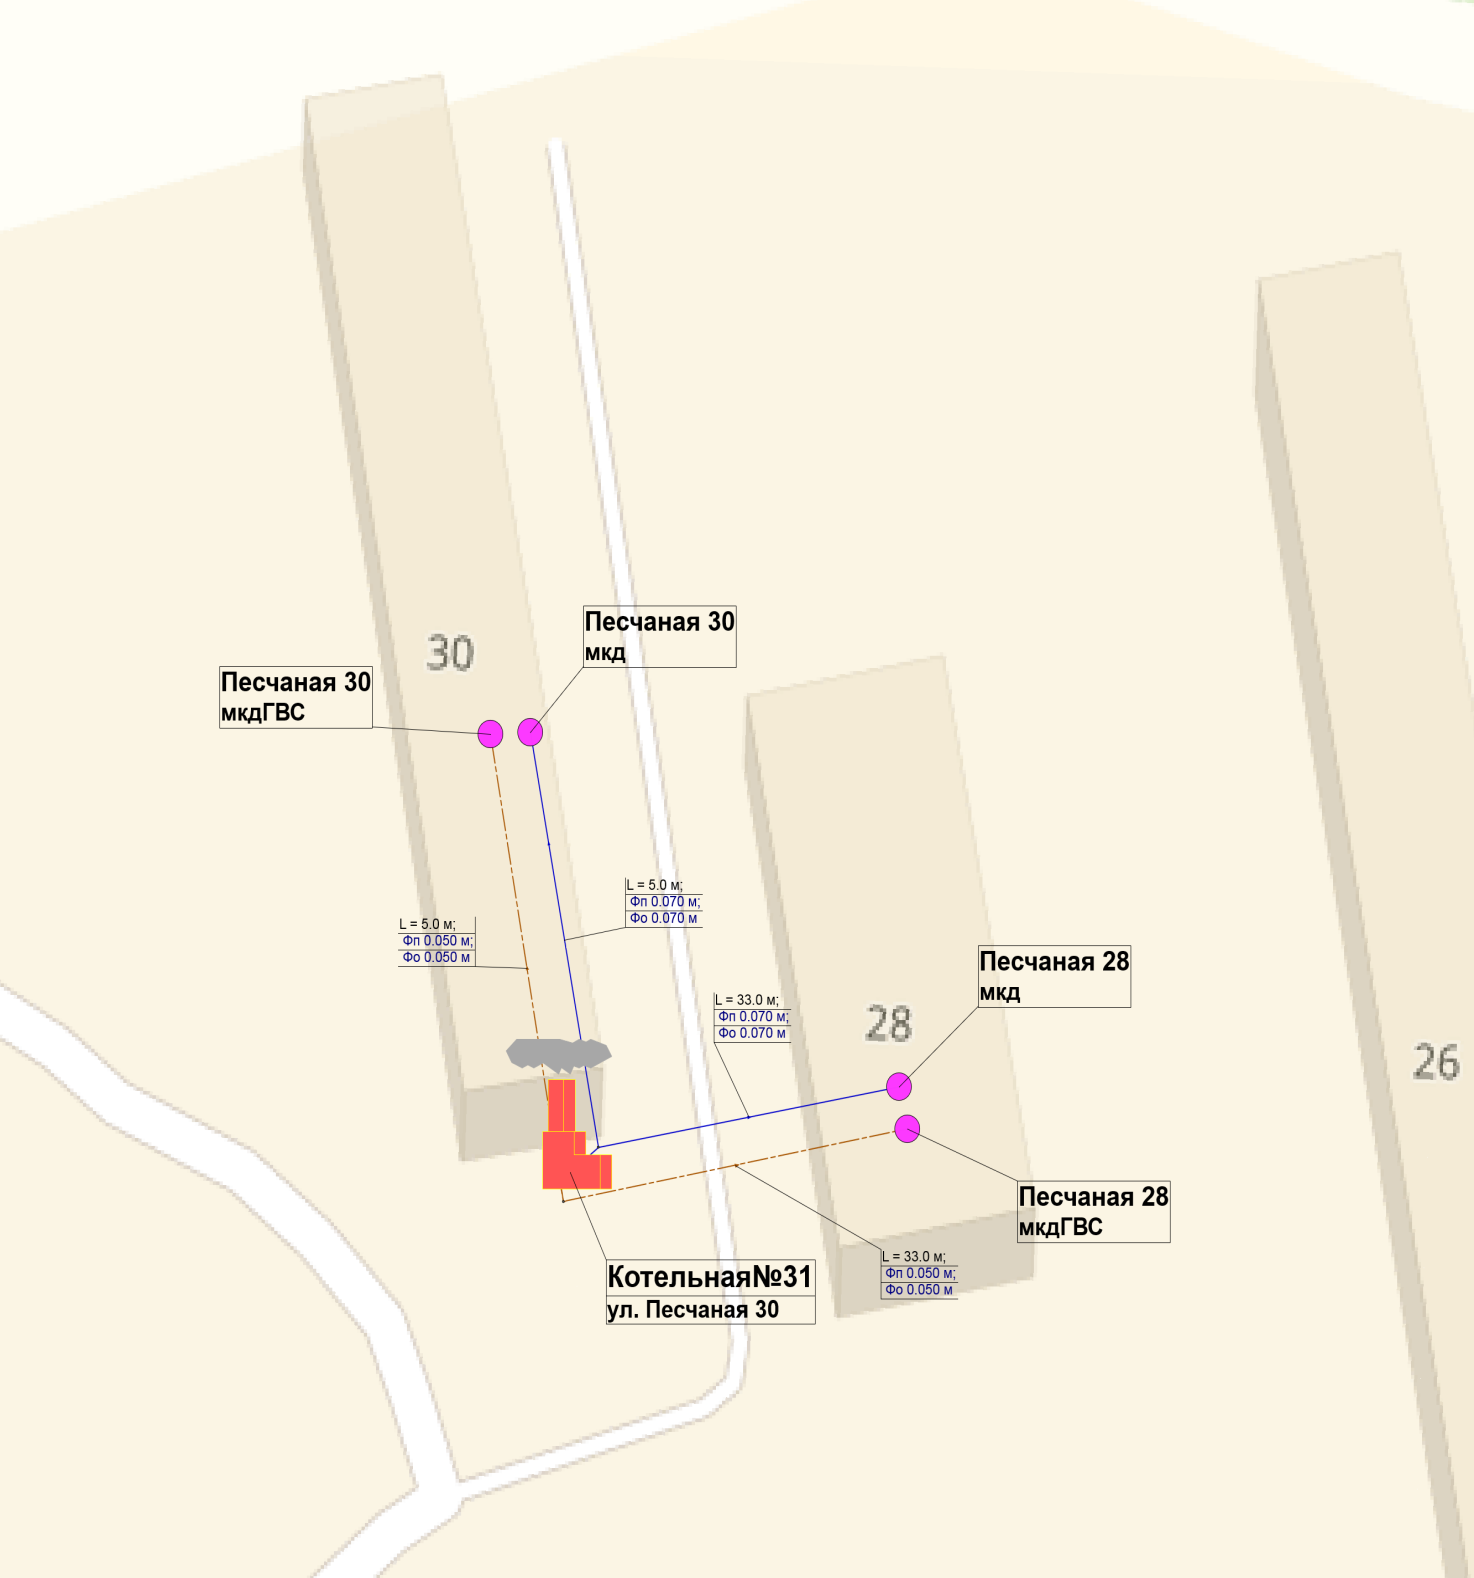 Песчаная 30
мкд
30
Песчаная 30
мкдГВС
L = 5.0 м;
Фп 0.070 м;
Фо 0.070 м
L = 5.0 м;
Фп 0.050 м;
Фо 0.050 м
Песчаная 28
мкд
L = 33.0 м;
Фп 0.070 м;
Фо 0.070 м
28
26
Песчаная 28
мкдГВС
L = 33.0 м;
Фп 0.050 м;
Фо 0.050 м
Котельная№31
ул. Песчаная 30